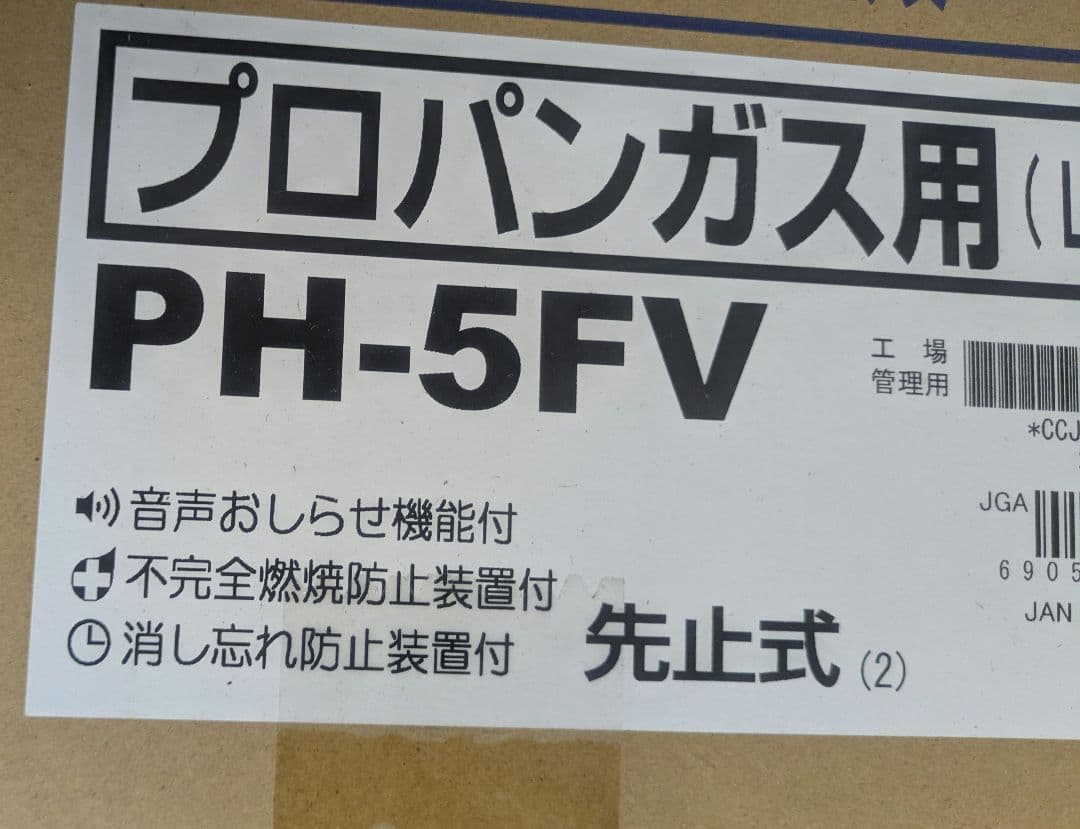 プロパンガス用(L
PH-5FV
工場
管理用
*CCJ
音声おしらせ機能付
JGA
不完全燃焼防止装置付
6905
消し忘れ防止装置付
先止式(2)
JAN